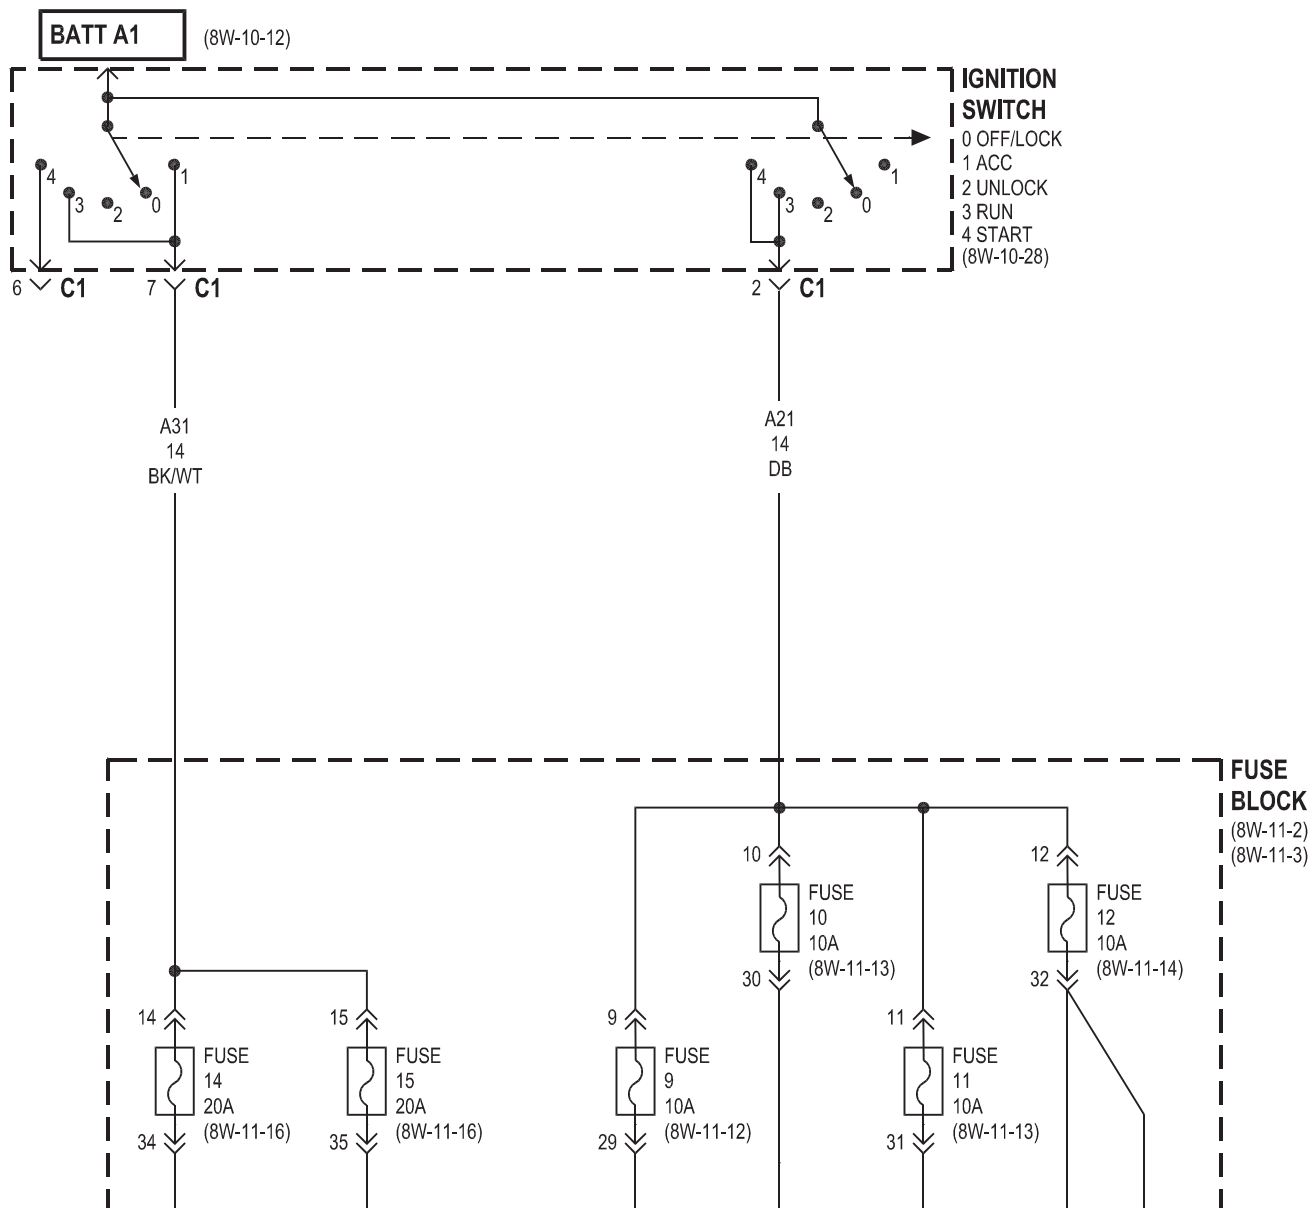 BATT A1
(8W-10-12)
IGNITION
SWITCH
0 OFF/LOCK
1 ACC
2 UNLOCK
3 RUN
4 START
(8W-10-28)
4
3
2
0
1
4
3
2
0
1
6
C1
7
C1
2
C1
A31
14
BK/WT
A21
14
DB
FUSE
BLOCK
(8W-11-2)
(8W-11-3)
10
FUSE
10
10A
(8W-11-13)
30
12
FUSE
12
10A
(8W-11-14)
32
14
FUSE
14
20A
(8W-11-16)
34
15
FUSE
15
20A
(8W-11-16)
35
9
FUSE
9
10A
(8W-11-12)
29
11
FUSE
11
10A
(8W-11-13)
31